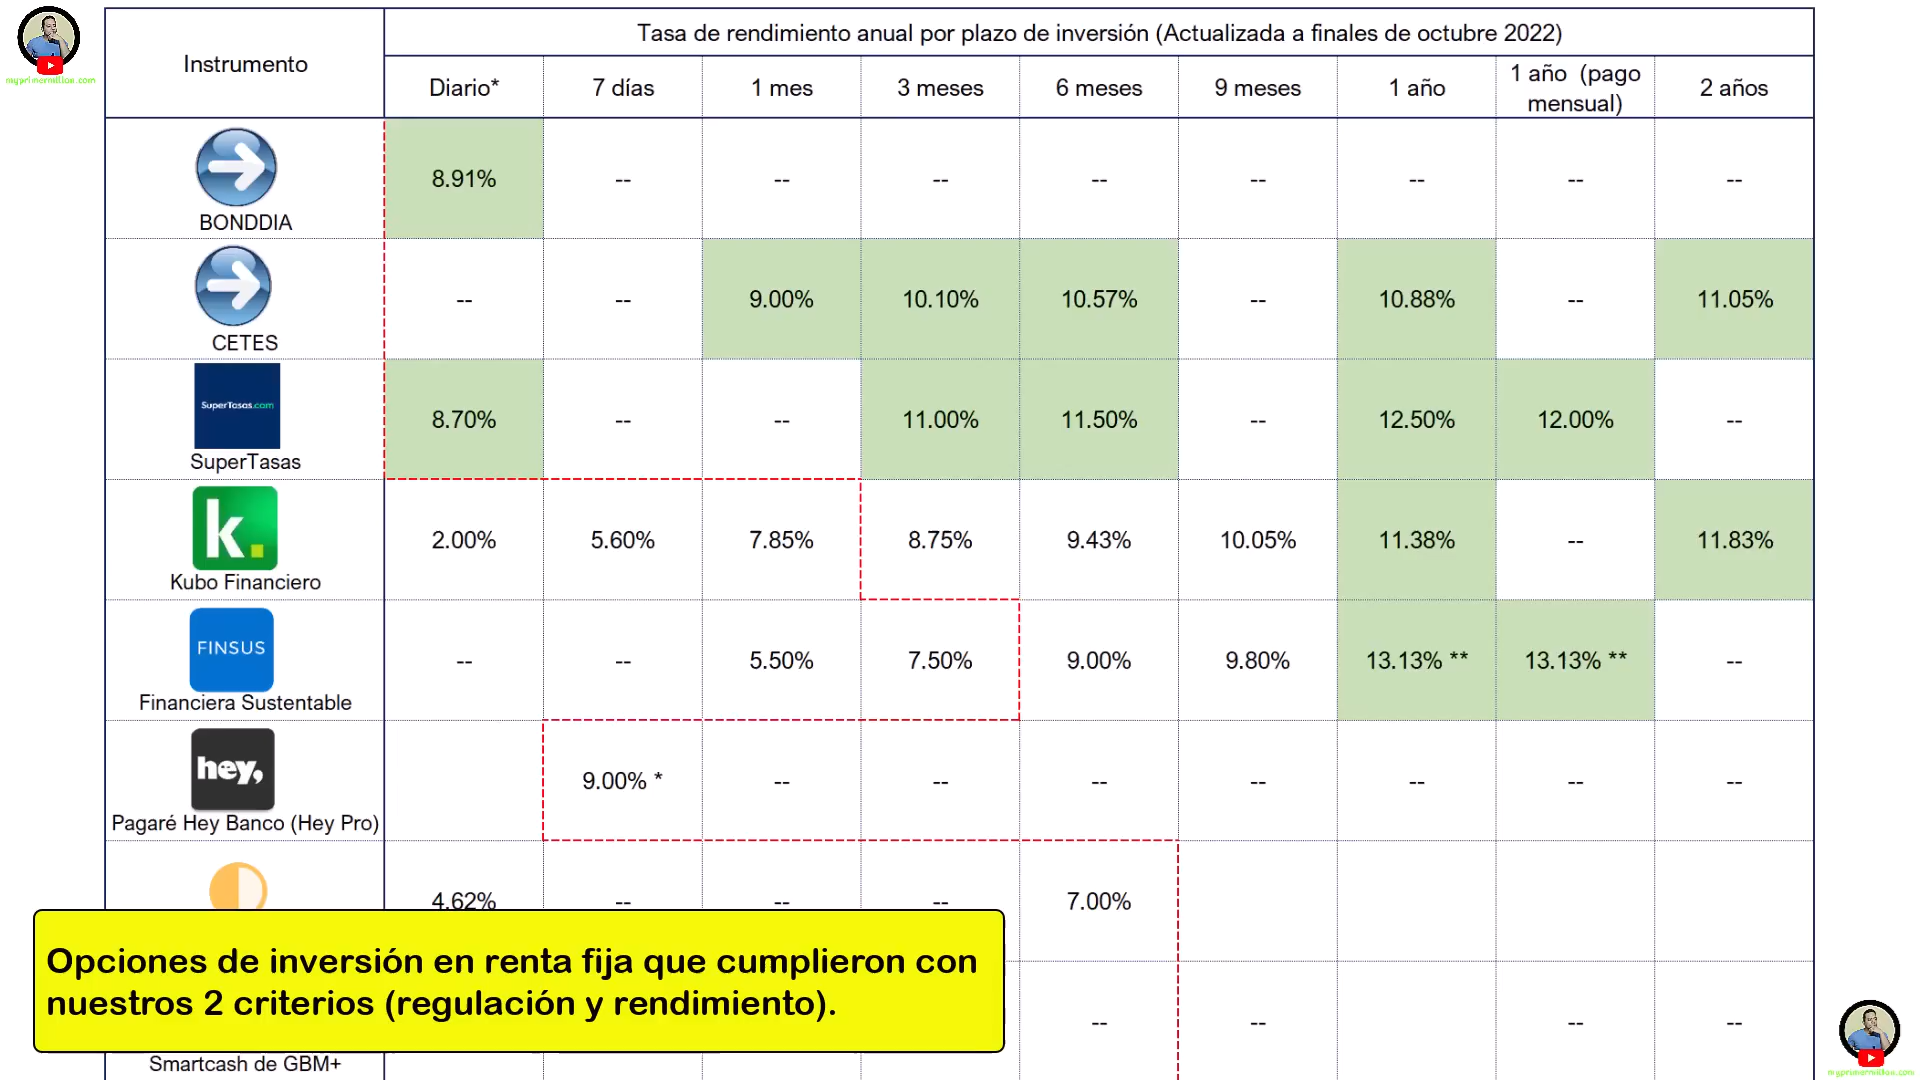 myprimermillon.com
Instrumento
Tasa de rendimiento anual por plazo de inversión (Actualizada a finales de octubre 2022)
Diario* 7 días 1 mes 3 meses 6 meses 9 meses 1 año 1 año (pago mensual) 2 años
BONDDIA
8.91% -- -- -- -- -- -- -- --
CETES
-- -- 9.00% 10.10% 10.57% -- 10.88% -- 11.05%
SuperTasas.com
SuperTasas
8.70% -- -- 11.00% 11.50% -- 12.50% 12.00% --
k.
Kubo Financiero
2.00% 5.60% 7.85% 8.75% 9.43% 10.05% 11.38% -- 11.83%
FINSUS
Financiera Sustentable
-- -- 5.50% 7.50% 9.00% 9.80% 13.13% ** 13.13% ** --
hey,
Pagaré Hey Banco (Hey Pro)
9.00% * -- -- -- -- -- -- --
4.62% -- -- -- 7.00%
Opciones de inversión en renta fija que cumplieron con
nuestros 2 criterios (regulación y rendimiento).
-- -- -- --
Smartcash de GBM+
myprimermillon.com